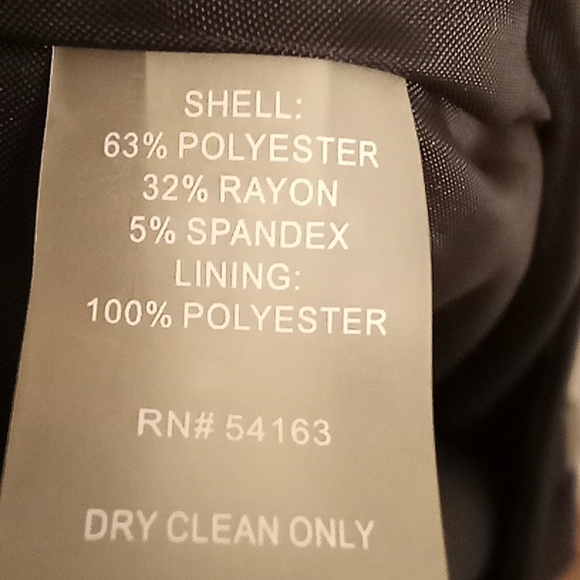 SHELL:
63% POLYESTER
32% RAYON
5% SPANDEX
LINING:
100% POLYESTER
RN# 54163
DRY CLEAN ONLY